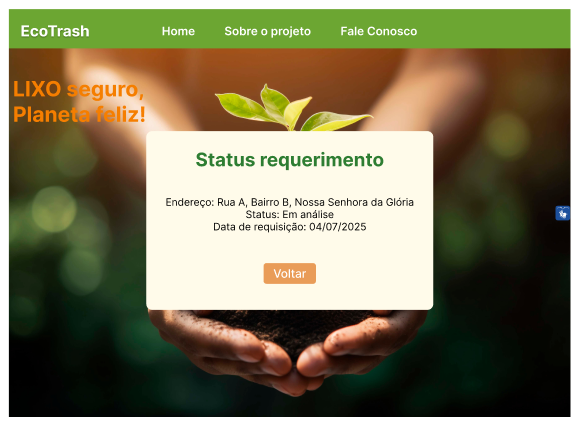 EcoTrash
Home
Sobre o projeto
Fale Conosco
LIXO seguro,
Planeta feliz!
Status requerimento
Endereço: Rua A, Bairro B, Nossa Senhora da Glória
Status: Em análise
Data de requisição: 04/07/2025
Voltar